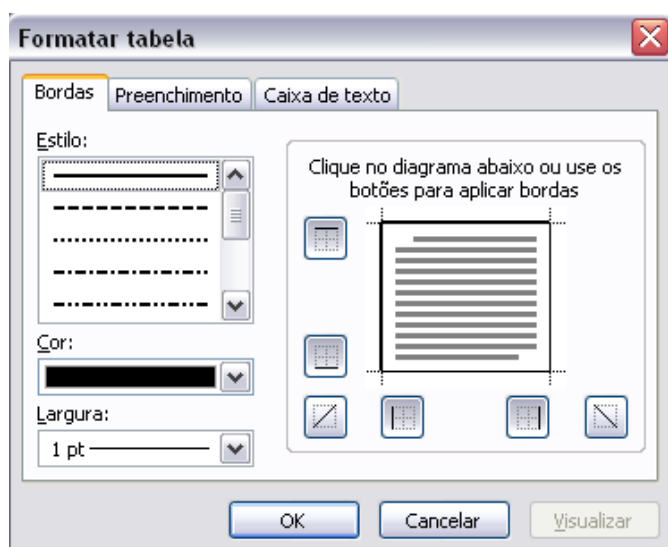 Formatar tabela
Bordas
Preenchimento
Caixa de texto
Estilo:
Clique no diagrama abaixo ou use os
botões para aplicar bordas
Cor:
Largura:
1 pt
OK
Cancelar
Visualizar